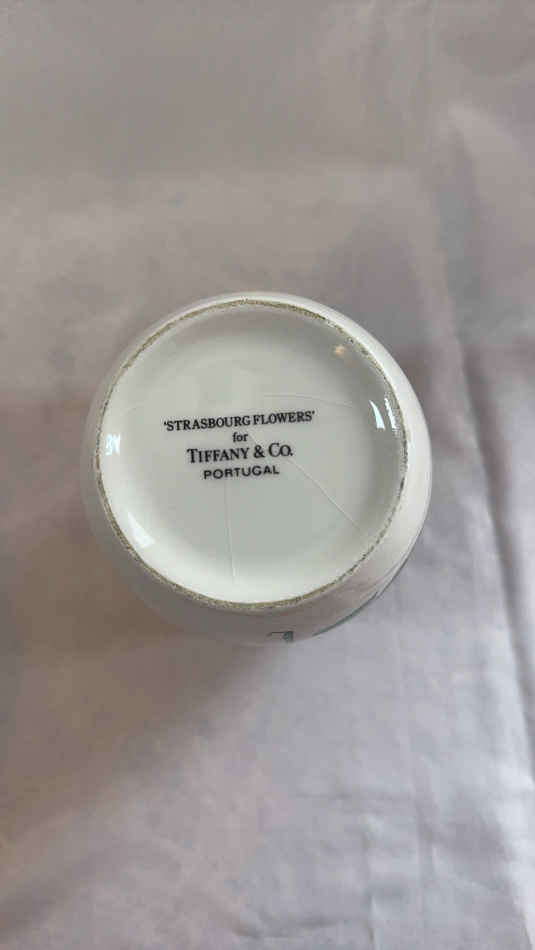 'STRASBOURG FLOWERS'
for
TIFFANY & CO.
PORTUGAL